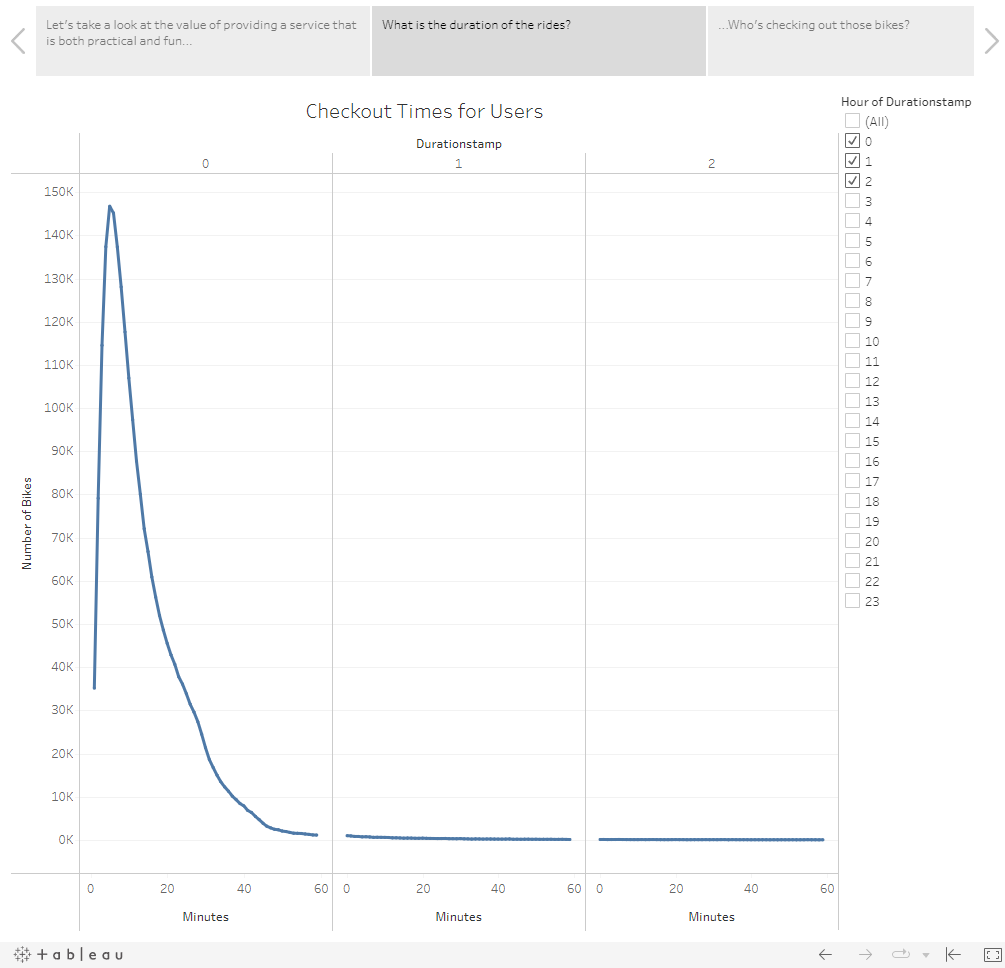 Let's take a look at the value of providing a service that
is both practical and fun...
What is the duration of the rides?
...Who's checking out those bikes?
Checkout Times for Users
Durationstamp
0 1 2
150K
140K
130K
120K
110K
100K
90K
80K
70K
60K
50K
40K
30K
20K
10K
0K
Number of Bikes
0 20 40 60 0 20 40 60 0 20 40 60
Minutes Minutes Minutes
Hour of Durationstamp
(All)
0
1
2
3
4
5
6
7
8
9
10
11
12
13
14
15
16
17
18
19
20
21
22
23
+ a b | e a u